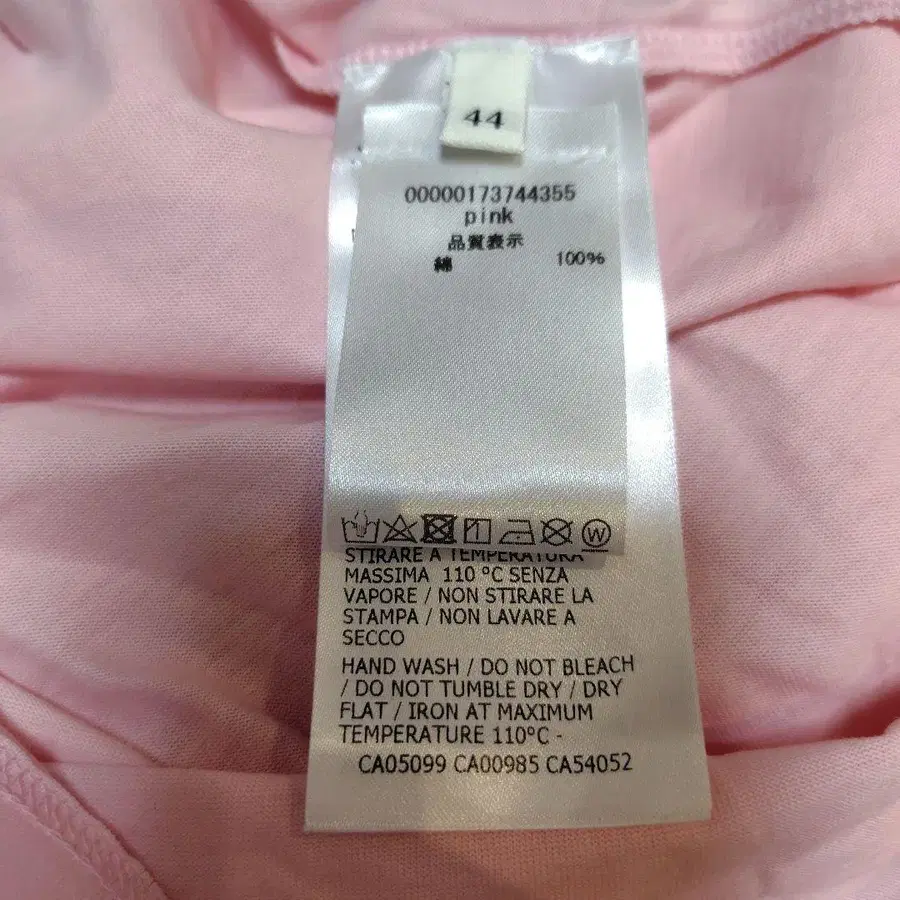 44
00000173744355
pink
品質表示
綿 100%
W
STIRARE A TEMPERATURA
MASSIMA 110 °C SENZA
VAPORE / NON STIRARE LA
STAMPA / NON LAVARE A
SECCO
HAND WASH / DO NOT BLEACH
/ DO NOT TUMBLE DRY / DRY
FLAT / IRON AT MAXIMUM
TEMPERATURE 110°C -
CA05099 CA00985 CA54052